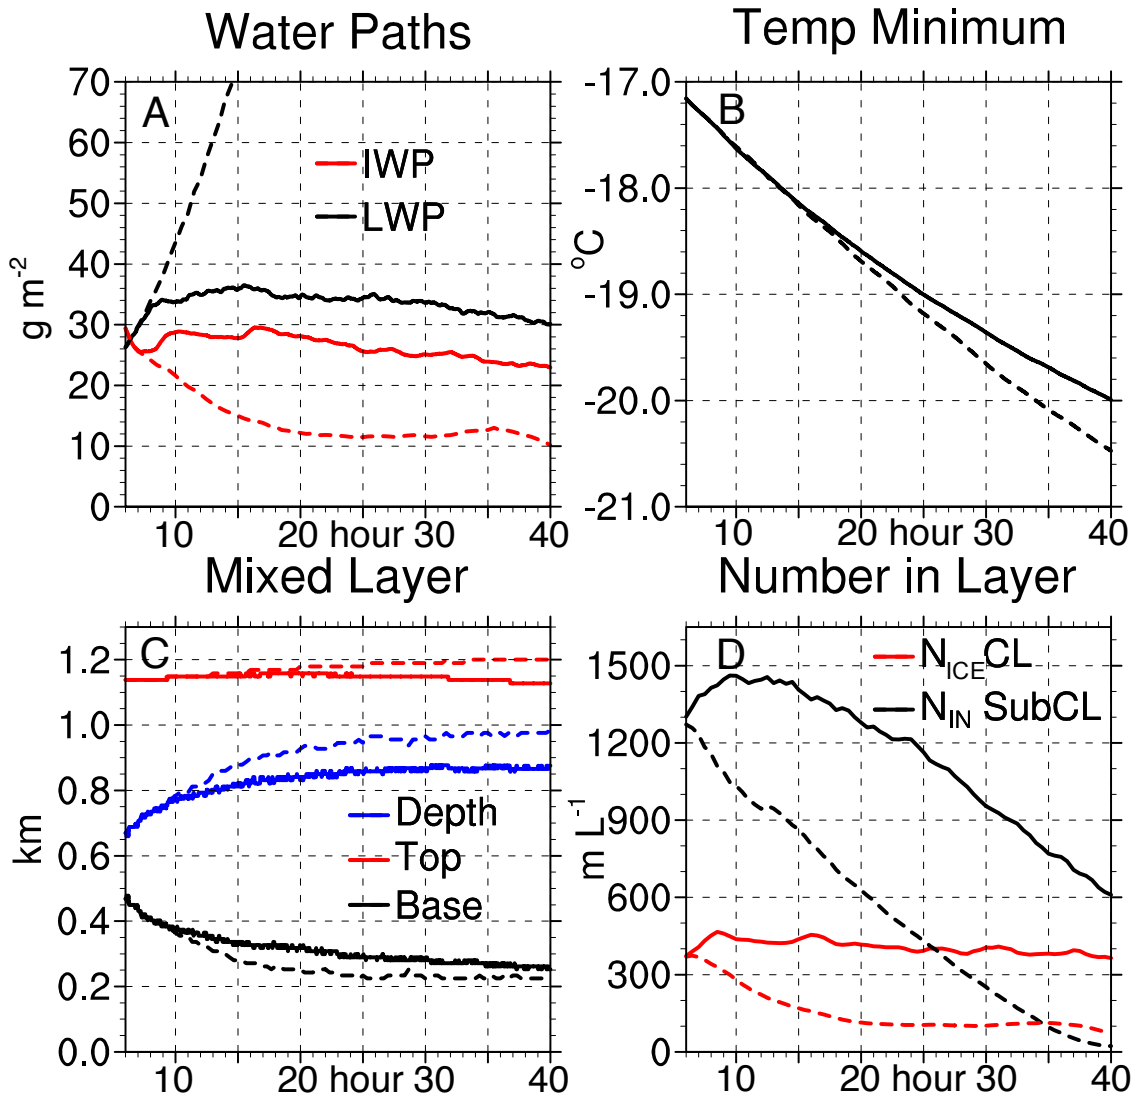 Water Paths
A
IWP
LWP
70
60
50
40
30
20
10
0
g m⁻²
10 20 hour 30 40
Temp Minimum
B
-17.0
-18.0
-19.0
-20.0
-21.0
°C
10 20 hour 30 40
Mixed Layer
C
Depth
Top
Base
1.2
1.0
0.8
0.6
0.4
0.2
0.0
km
10 20 hour 30 40
Number in Layer
D
N_ICE CL
N_IN SubCL
1500
1200
900
600
300
0
m L⁻¹
10 20 hour 30 40